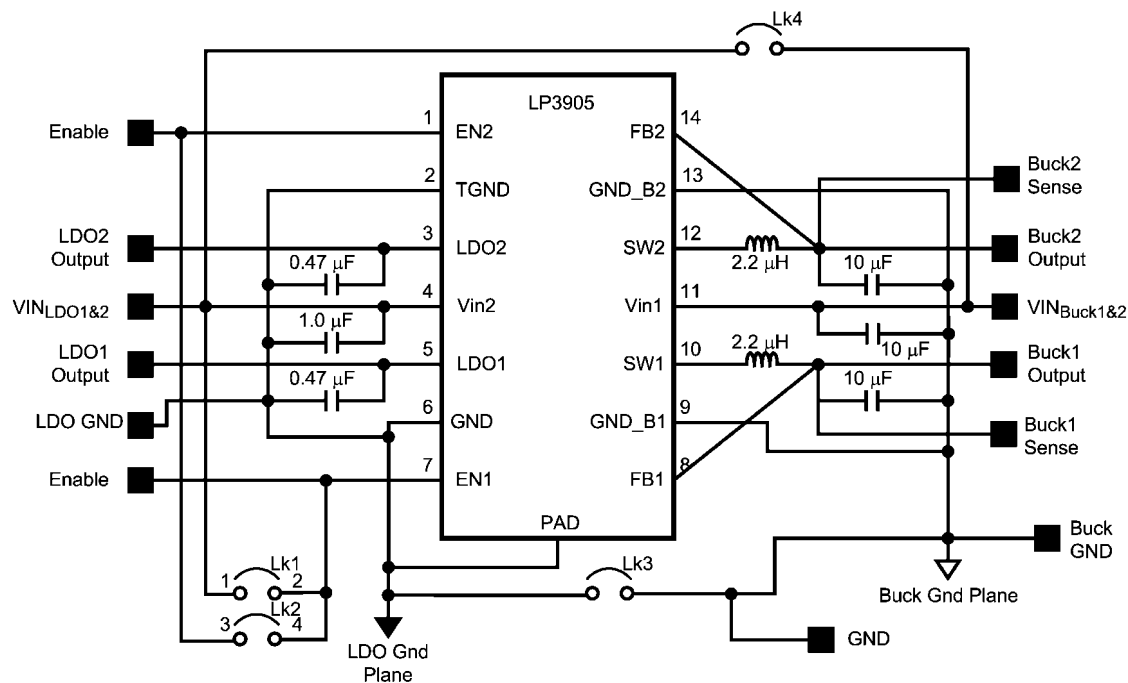 Lk4
LP3905
Enable
1
EN2
FB2
14
2
TGND
GND_B2
13
Buck2
Sense
LDO2
Output
3
LDO2
SW2
12
2.2 μH
Buck2
Output
0.47 μF
10 μF
VINLDO1&2
4
Vin2
Vin1
11
VINBuck1&2
1.0 μF
10 μF
LDO1
Output
5
LDO1
SW1
10
2.2 μH
Buck1
Output
0.47 μF
10 μF
LDO GND
6
GND
GND_B1
9
Buck1
Sense
Enable
7
EN1
FB1
8
PAD
Buck
GND
Lk1
1
2
Lk3
Lk2
3
4
Buck Gnd Plane
GND
LDO Gnd
Plane